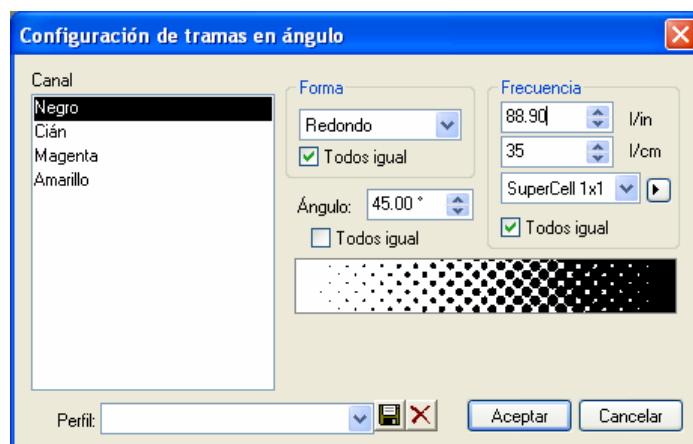 Configuración de tramas en ángulo
Canal
Negro
Cián
Magenta
Amarillo
Forma
Redondo
Todos igual
Ángulo: 45.00 °
Todos igual
Frecuencia
88.90 l/in
35 l/cm
SuperCell 1x1
Todos igual
Perfil:
Aceptar
Cancelar